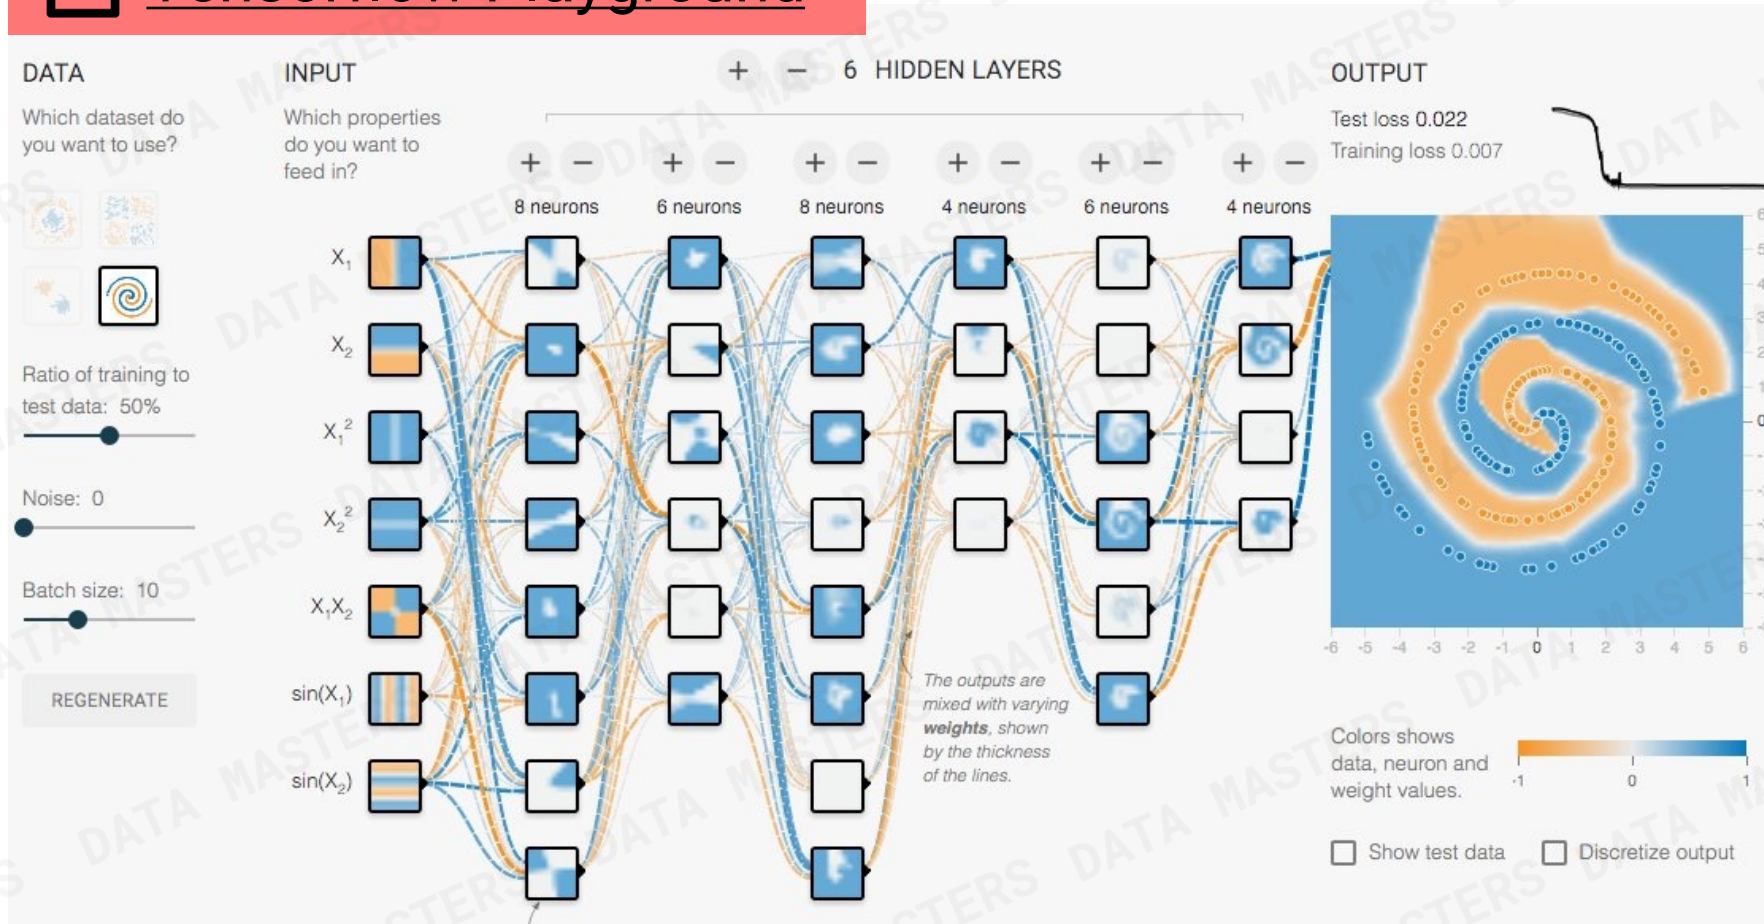 Tensorflow Playground
DATA
Which dataset do
you want to use?
Ratio of training to
test data: 50%
Noise: 0
Batch size: 10
REGENERATE
INPUT
Which properties
do you want to
feed in?
X₁
X₂
X₁²
X₂²
X₁X₂
sin(X₁)
sin(X₂)
+ − 6 HIDDEN LAYERS
+ − + − + − + − + − + −
8 neurons 6 neurons 8 neurons 4 neurons 6 neurons 4 neurons
The outputs are
mixed with varying
weights, shown
by the thickness
of the lines.
OUTPUT
Test loss 0.022
Training loss 0.007
-6 -5 -4 -3 -2 -1 0 1 2 3 4 5 6
Colors shows
data, neuron and
weight values.
-1 0 1
Show test data
Discretize output
DATA MASTERS